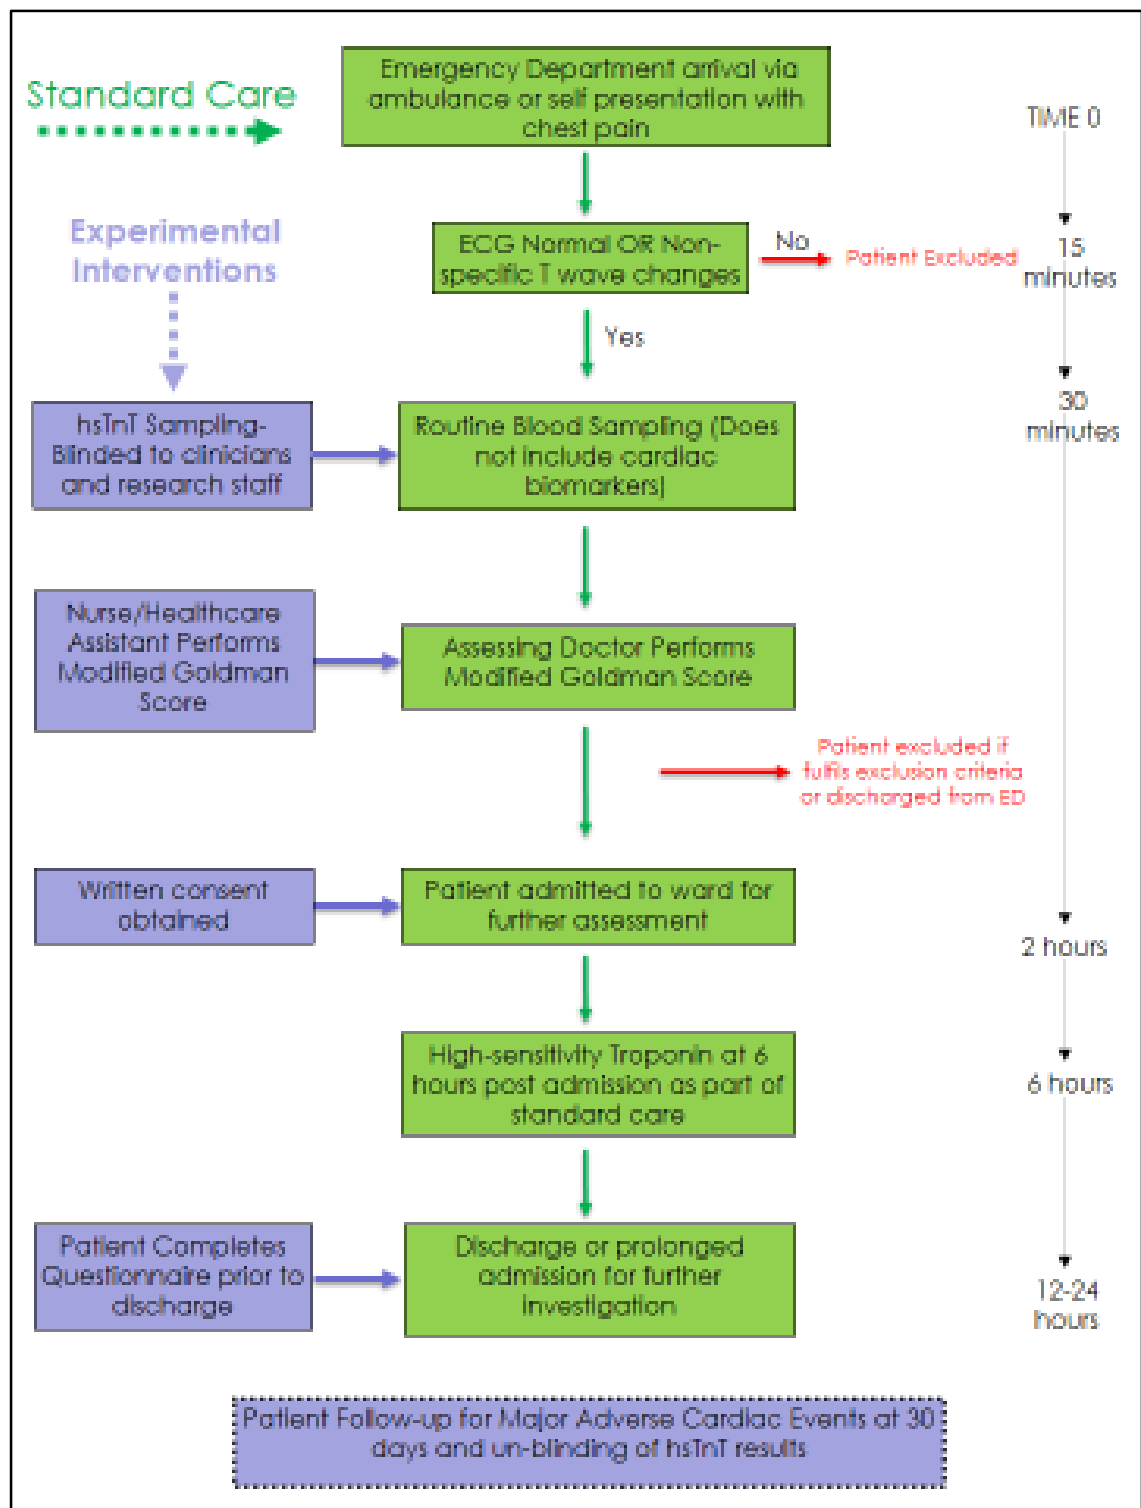 Emergency Department arrival via
ambulance or self presentation with
chest pain
Standard Care
TIME 0
Experimental
Interventions
ECG Normal OR Non-
specific T wave changes
No
Patient Excluded
15
minutes
Yes
hsTnT Sampling-
Blinded to clinicians
and research staff
Routine Blood Sampling (Does
not include cardiac
biomarkers)
30
minutes
Nurse/Healthcare
Assistant Performs
Modified Goldman
Score
Assessing Doctor Performs
Modified Goldman Score
Patient excluded if
fulfils exclusion criteria
or discharged from ED
Written consent
obtained
Patient admitted to ward for
further assessment
2 hours
High-sensitivity Troponin at 6
hours post admission as part of
standard care
6 hours
Patient Completes
Questionnaire prior to
discharge
Discharge or prolonged
admission for further
investigation
12-24
hours
Patient Follow-up for Major Adverse Cardiac Events at 30
days and un-blinding of hsTnT results